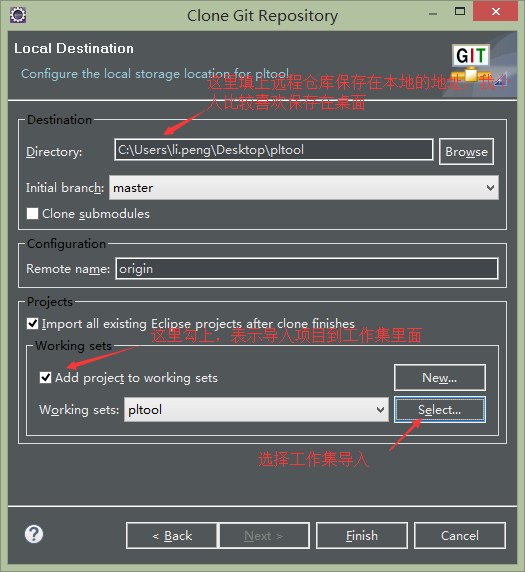 Clone Git Repository
Local Destination
GIT
Configure the local storage location for pltool
这里填上远程仓库保存在本地的地址，
人比较喜欢保存在桌面
Destination
Directory:
C:\Users\li.peng\Desktop\pltool
Browse
Initial branch:
master
Clone submodules
Configuration
Remote name:
origin
Projects
Import all existing Eclipse projects after clone finishes
这里勾上，表示导入项目到工作集里面
Working sets
Add project to working sets
New...
Working sets:
pltool
Select...
选择工作集导入
?
< Back
Next >
Finish
Cancel